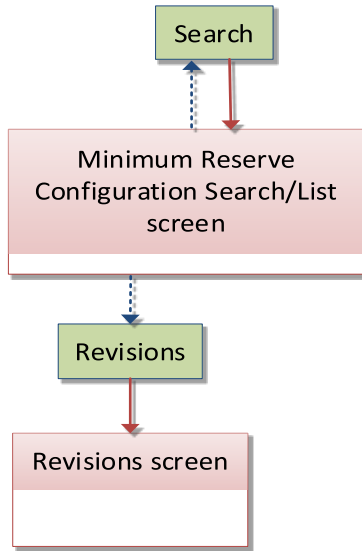 Search
Minimum Reserve
Configuration Search/List
screen
Revisions
Revisions screen